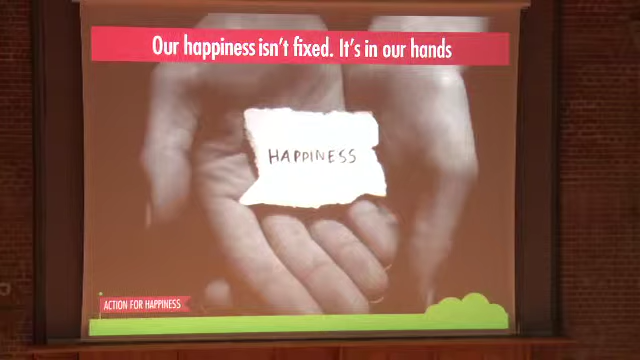 Our happiness isn't fixed. It's in our hands
HAPPINESS
ACTION FOR HAPPINESS